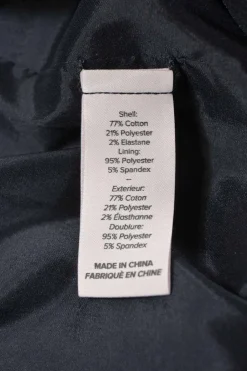 Shell:
77% Cotton
21% Polyester
2% Elastane
Lining:
95% Polyester
5% Spandex
--
Exterieur:
77% Coton
21% Polyester
2% Élasthanne
Doublure:
95% Polyester
5% Spandex
MADE IN CHINA
FABRIQUÉ EN CHINE